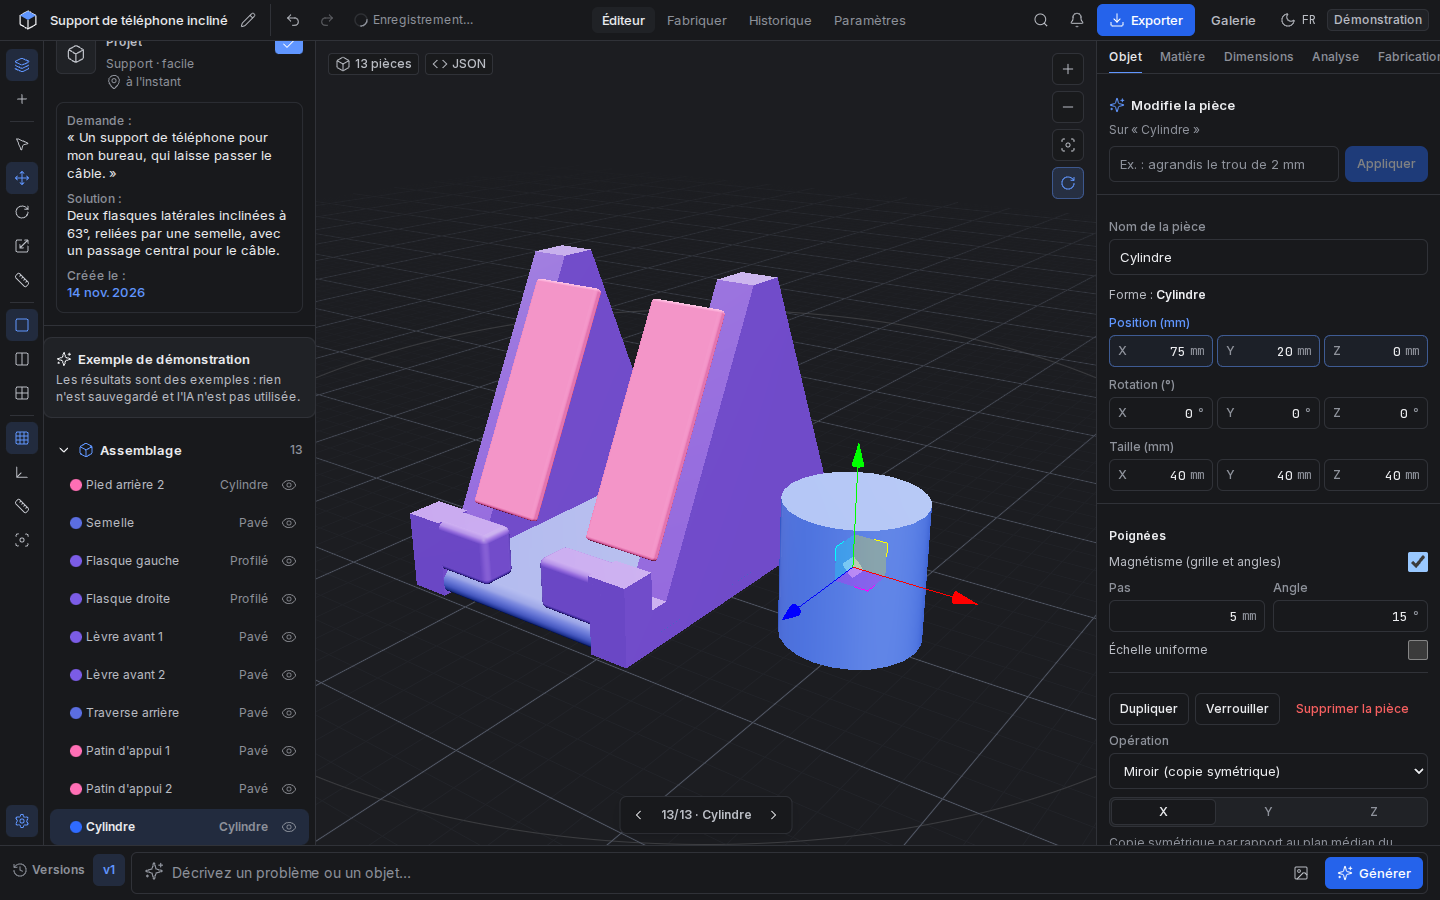 Support de téléphone incliné
Enregistrement...
Éditeur
Fabriquer
Historique
Paramètres
Exporter
Galerie
FR
Démonstration
Projet
Support · facile
à l'instant
Demande :
« Un support de téléphone pour
mon bureau, qui laisse passer le
câble. »
Solution :
Deux flasques latérales inclinées à
63°, reliées par une semelle, avec
un passage central pour le câble.
Créée le :
14 nov. 2026
Exemple de démonstration
Les résultats sont des exemples : rien
n'est sauvegardé et l'IA n'est pas utilisée.
Assemblage 13
Pied arrière 2 Cylindre
Semelle Pavé
Flasque gauche Profilé
Flasque droite Profilé
Lèvre avant 1 Pavé
Lèvre avant 2 Pavé
Traverse arrière Pavé
Patin d'appui 1 Pavé
Patin d'appui 2 Pavé
Cylindre Cylindre
13 pièces
JSON
13/13 · Cylindre
Objet Matière Dimensions Analyse Fabrication
Modifie la pièce
Sur « Cylindre »
Ex. : agrandis le trou de 2 mm
Appliquer
Nom de la pièce
Cylindre
Forme : Cylindre
Position (mm)
X 75 mm Y 20 mm Z 0 mm
Rotation (°)
X 0 ° Y 0 ° Z 0 °
Taille (mm)
X 40 mm Y 40 mm Z 40 mm
Poignées
Magnétisme (grille et angles)
Pas Angle
5 mm 15 °
Échelle uniforme
Dupliquer Verrouiller Supprimer la pièce
Opération
Miroir (copie symétrique)
X Y Z
Copie symétrique par rapport au plan médian du
Versions v1
Décrivez un problème ou un objet...
Générer